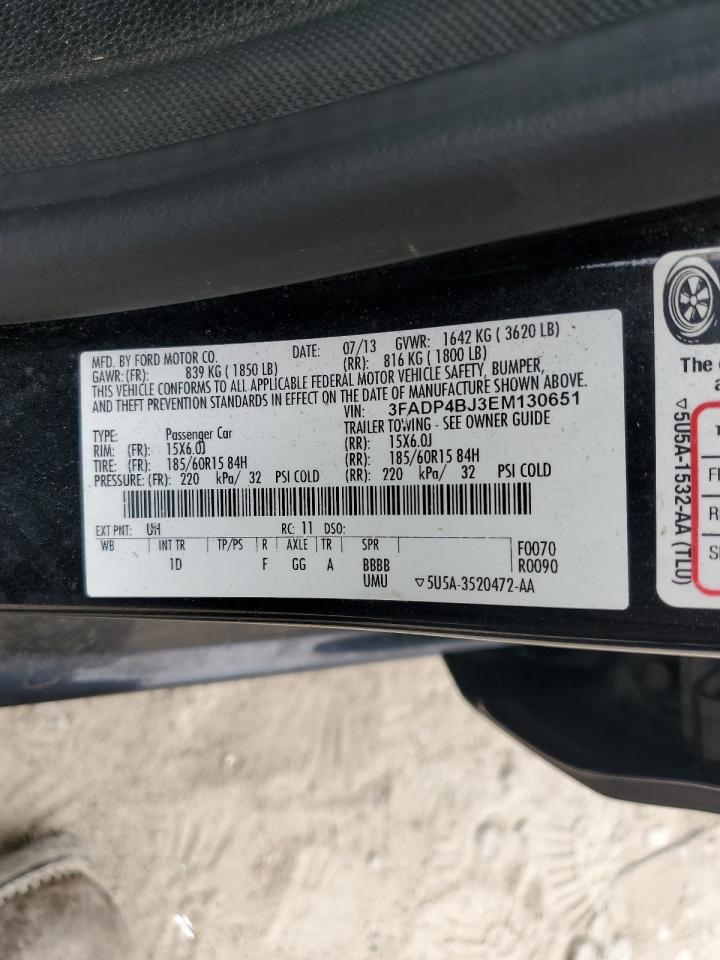 MFD. BY FORD MOTOR CO. DATE: 07/13 GVWR: 1642 KG ( 3620 LB)
GAWR: (FR): 839 KG ( 1850 LB) (RR): 816 KG ( 1800 LB)
THIS VEHICLE CONFORMS TO ALL APPLICABLE FEDERAL MOTOR VEHICLE SAFETY, BUMPER,
AND THEFT PREVENTION STANDARDS IN EFFECT ON THE DATE OF MANUFACTURE SHOWN ABOVE.
VIN: 3FADP4BJ3EM130651
TYPE: Passenger Car TRAILER TOWING - SEE OWNER GUIDE
RIM: (FR): 15X6.0J (RR): 15X6.0J
TIRE: (FR): 185/60R15 84H (RR): 185/60R15 84H
PRESSURE: (FR): 220 kPa/ 32 PSI COLD (RR): 220 kPa/ 32 PSI COLD
EXT PNT: UH RC: 11 DSO:
WB INT TR TP/PS R AXLE TR SPR F0070
1D F GG A BBBB R0090
UMU ▽5U5A-3520472-AA
The
▽5U5A-1532-AA (TLU)